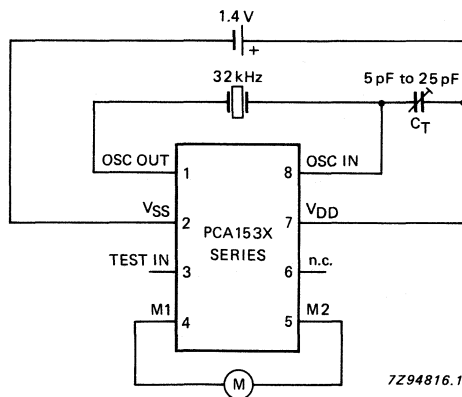 1.4 V
+
32 kHz
5 pF to 25 pF
C_T
OSC OUT 1 8 OSC IN
V_SS 2 7 V_DD
PCA153X
SERIES
TEST IN 3 6 n.c.
M1 4 5 M2
M
7Z94816.1